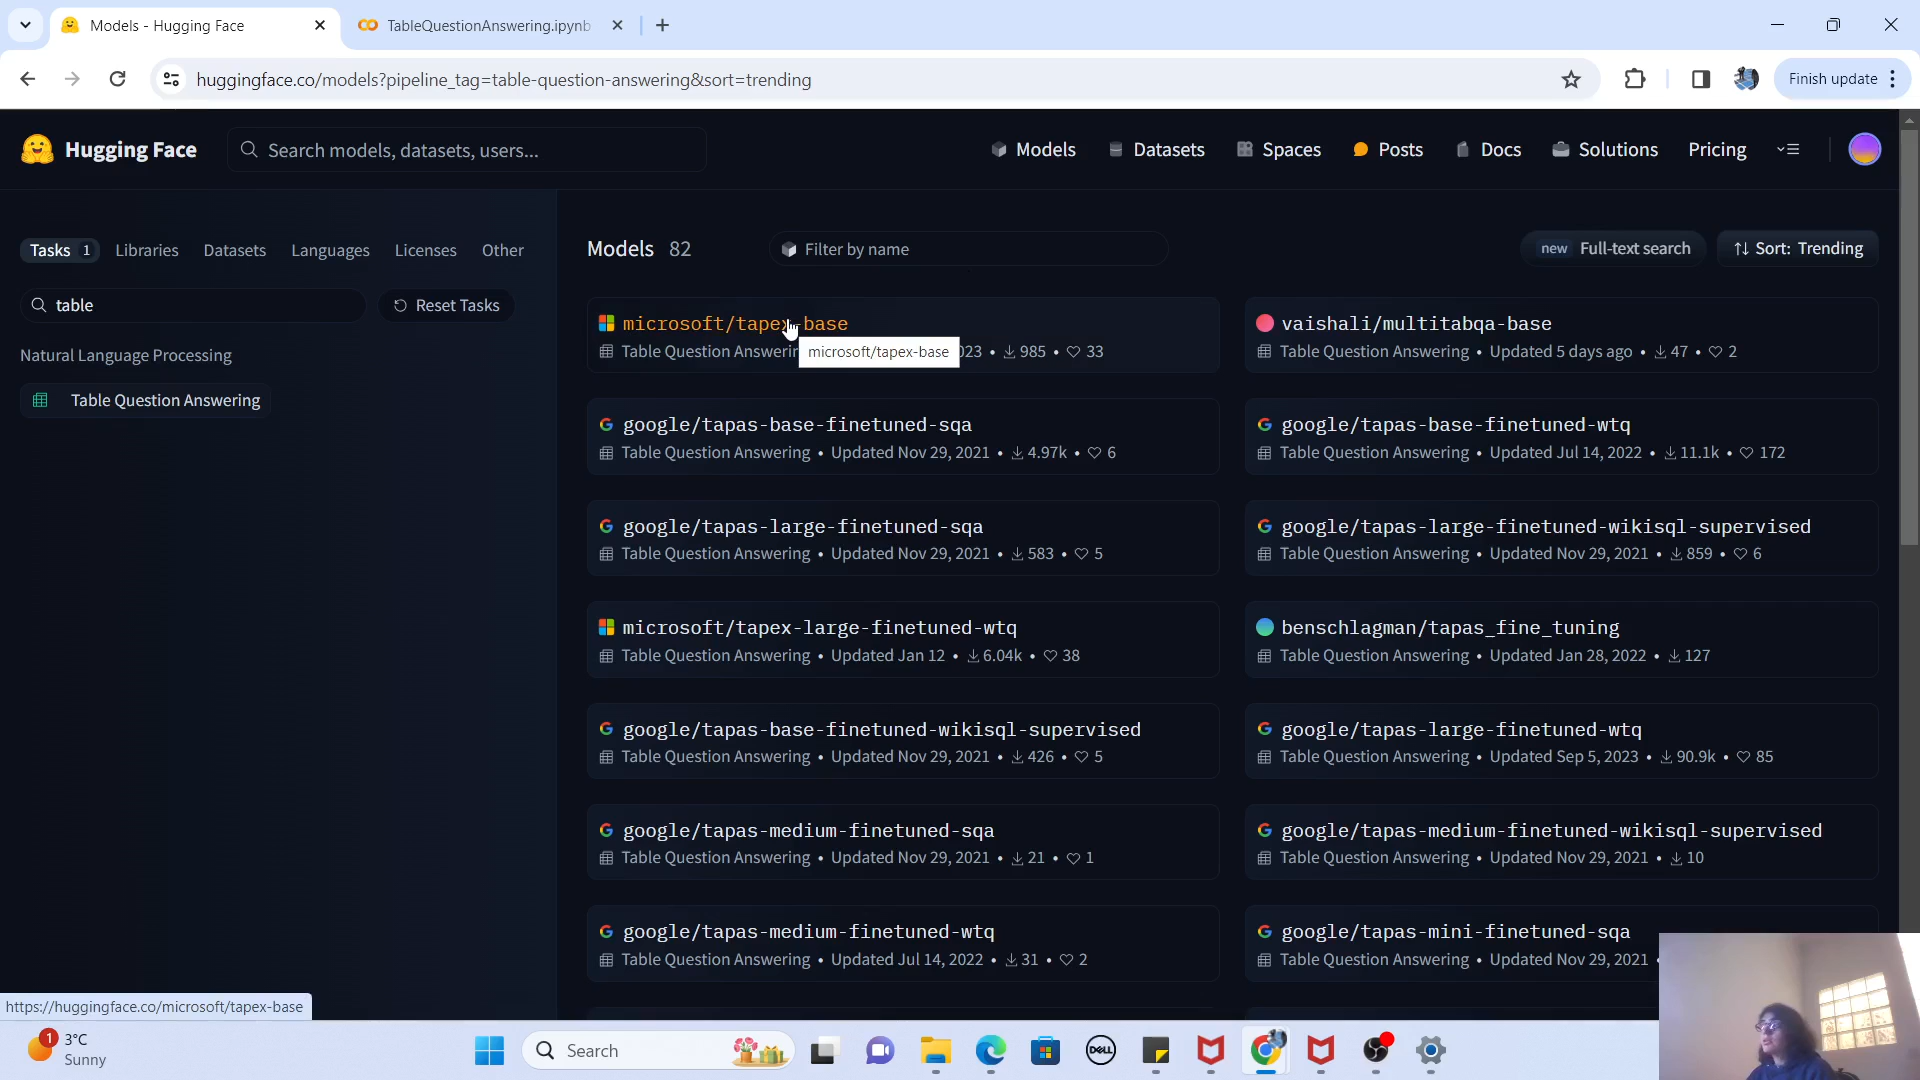 Models - Hugging Face
TableQuestionAnswering.ipynb
huggingface.co/models?pipeline_tag=table-question-answering&sort=trending
Finish update
Hugging Face
Search models, datasets, users...
Models
Datasets
Spaces
Posts
Docs
Solutions
Pricing
Tasks 1
Libraries
Datasets
Languages
Licenses
Other
table
Reset Tasks
Natural Language Processing
Table Question Answering
Models 82
Filter by name
new Full-text search
Sort: Trending
microsoft/tapex-base
023 • 985 • 33
microsoft/tapex-base
vaishali/multitabqa-base
Table Question Answering • Updated 5 days ago • 47 • 2
google/tapas-base-finetuned-sqa
Table Question Answering • Updated Nov 29, 2021 • 4.97k • 6
google/tapas-base-finetuned-wtq
Table Question Answering • Updated Jul 14, 2022 • 11.1k • 172
google/tapas-large-finetuned-sqa
Table Question Answering • Updated Nov 29, 2021 • 583 • 5
google/tapas-large-finetuned-wikisql-supervised
Table Question Answering • Updated Nov 29, 2021 • 859 • 6
microsoft/tapex-large-finetuned-wtq
Table Question Answering • Updated Jan 12 • 6.04k • 38
benschlagman/tapas_fine_tuning
Table Question Answering • Updated Jan 28, 2022 • 127
google/tapas-base-finetuned-wikisql-supervised
Table Question Answering • Updated Nov 29, 2021 • 426 • 5
google/tapas-large-finetuned-wtq
Table Question Answering • Updated Sep 5, 2023 • 90.9k • 85
google/tapas-medium-finetuned-sqa
Table Question Answering • Updated Nov 29, 2021 • 21 • 1
google/tapas-medium-finetuned-wikisql-supervised
Table Question Answering • Updated Nov 29, 2021 • 10
google/tapas-medium-finetuned-wtq
Table Question Answering • Updated Jul 14, 2022 • 31 • 2
google/tapas-mini-finetuned-sqa
Table Question Answering • Updated Nov 29, 2021 •
https://huggingface.co/microsoft/tapex-base
1
3°C
Sunny
Search
DELL